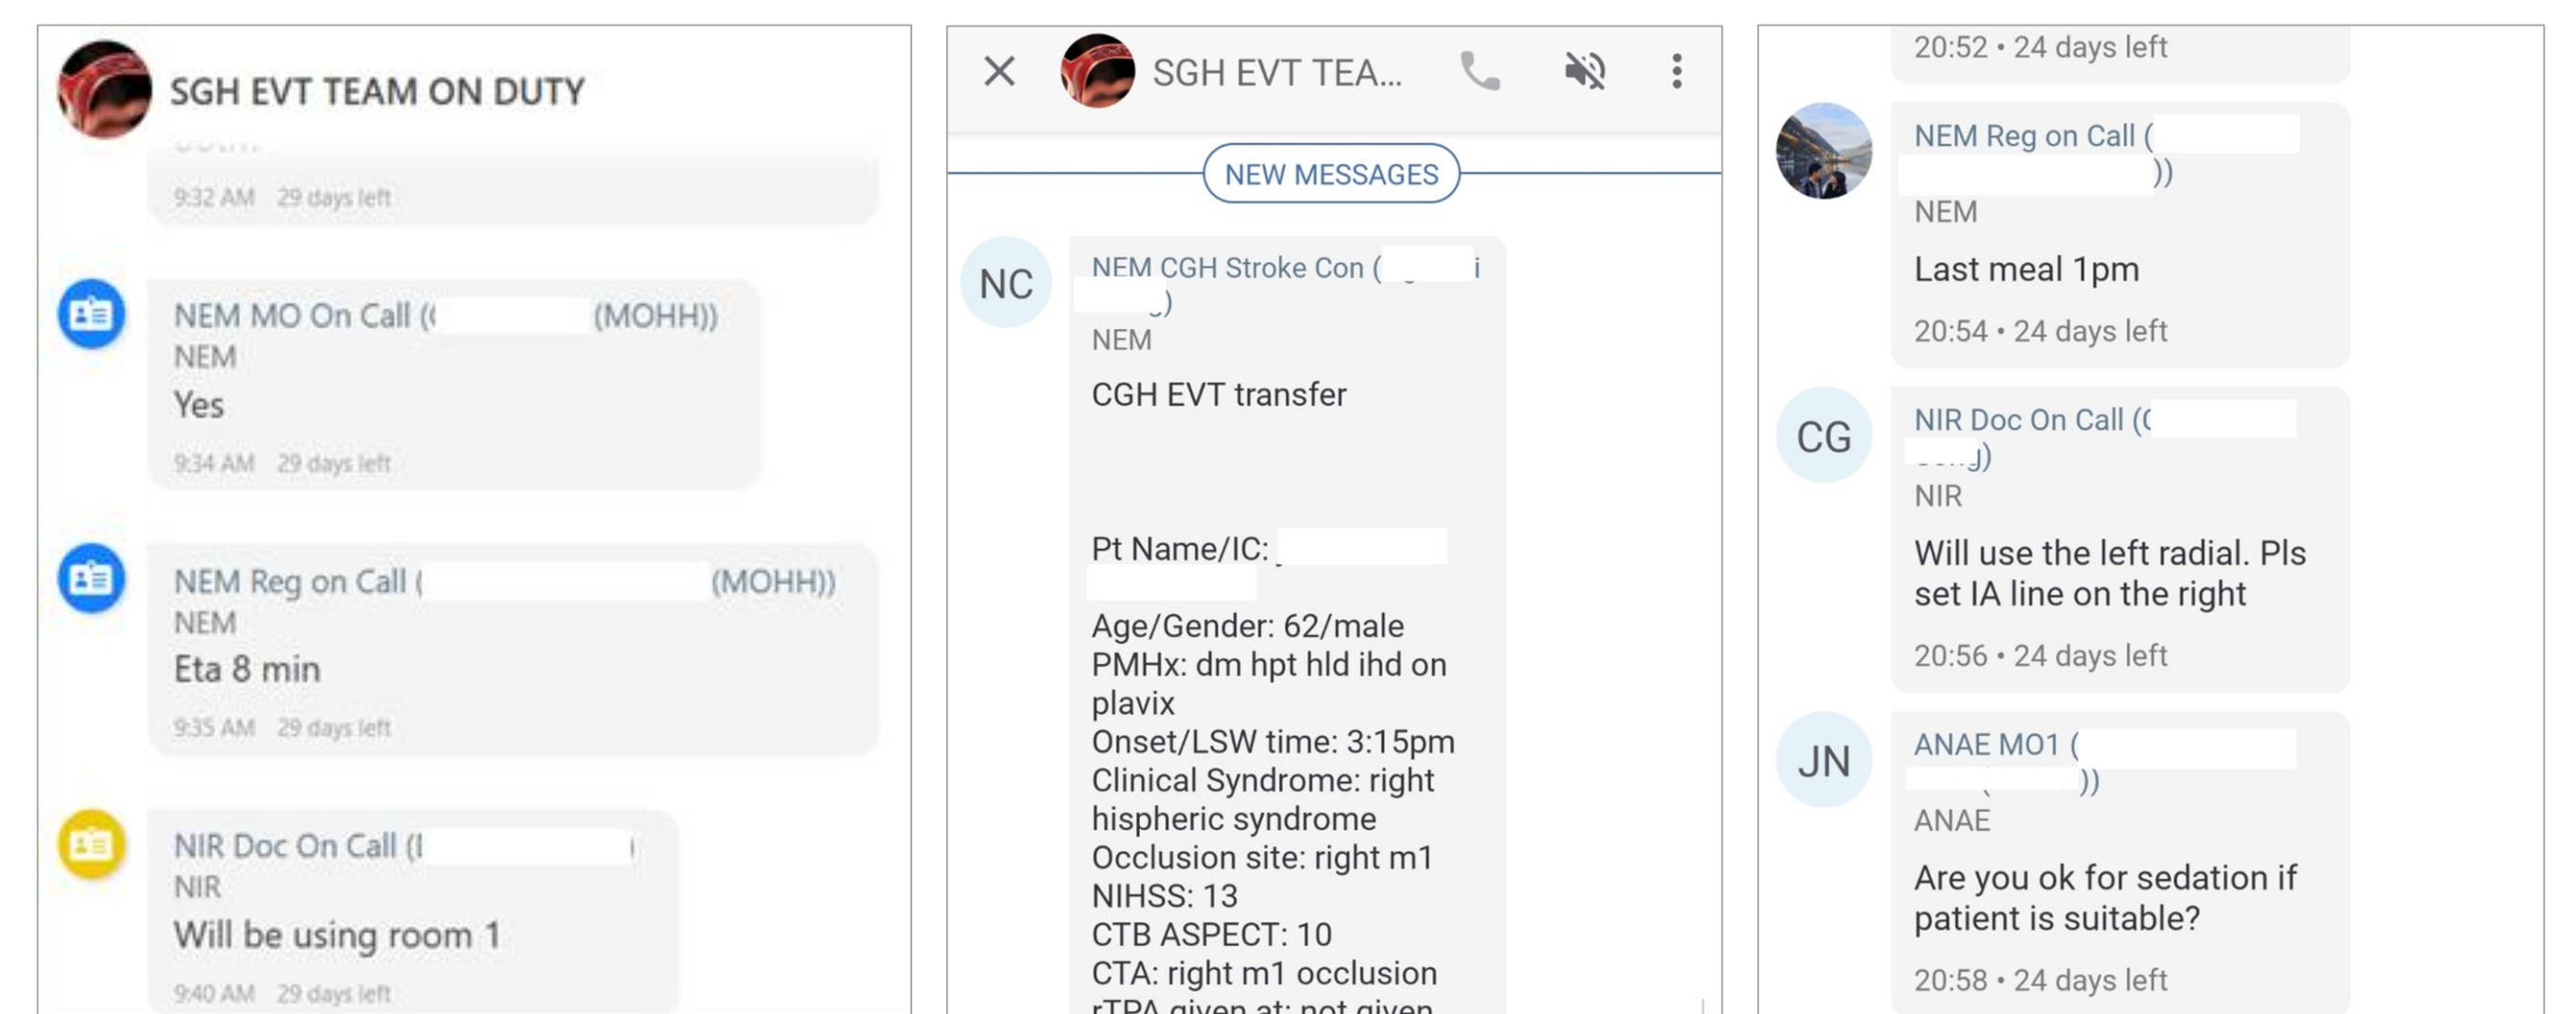 SGH EVT TEAM ON DUTY
9:32 AM 29 days left
NEM MO On Call (( (MOHH))
NEM
Yes
9:34 AM 29 days left
NEM Reg on Call ( (MOHH))
NEM
Eta 8 min
9:35 AM 29 days left
NIR Doc On Call (
NIR
Will be using room 1
9:40 AM 29 days left
SGH EVT TEA...
NEW MESSAGES
NC
NEM CGH Stroke Con ( i
)
NEM
CGH EVT transfer
Pt Name/IC:
Age/Gender: 62/male
PMHx: dm hpt hld ihd on
plavix
Onset/LSW time: 3:15pm
Clinical Syndrome: right
hispheric syndrome
Occlusion site: right m1
NIHSS: 13
CTB ASPECT: 10
CTA: right m1 occlusion
rTPA given at: not given
20:52 • 24 days left
NEM Reg on Call (
))
NEM
Last meal 1pm
20:54 • 24 days left
CG
NIR Doc On Call (
)
NIR
Will use the left radial. Pls
set IA line on the right
20:56 • 24 days left
JN
ANAE MO1 (
))
ANAE
Are you ok for sedation if
patient is suitable?
20:58 • 24 days left